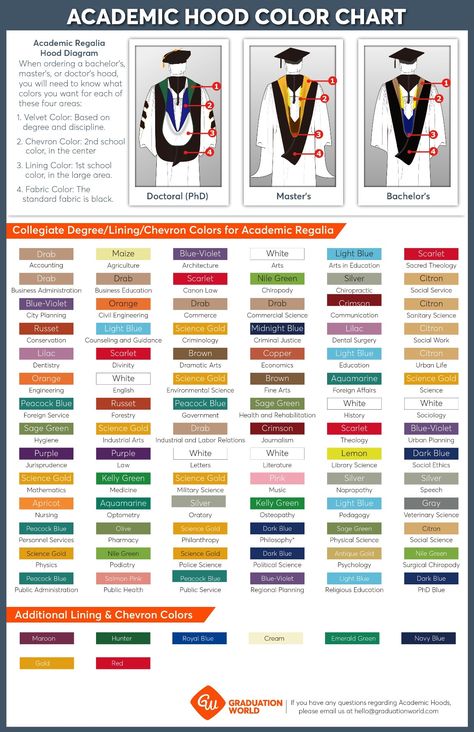 ACADEMIC HOOD COLOR CHART
Academic Regalia
Hood Diagram
When ordering a bachelor's,
master's, or doctor's hood,
you will need to know what
colors you want for each of
these four areas:
1. Velvet Color: Based on
degree and discipline.
2. Chevron Color: 2nd school
color, in the center
3. Lining Color: 1st school
color, in the large area.
4. Fabric Color: The
standard fabric is black.
1
2
3
4
Doctoral (PhD)
1
2
3
4
Master's
1
2
3
4
Bachelor's
Collegiate Degree/Lining/Chevron Colors for Academic Regalia
Drab Maize Blue-Violet White Light Blue Scarlet
Accounting Agriculture Architecture Arts Arts in Education Sacred Theology
Drab Drab Scarlet Nile Green Silver Citron
Business Administration Business Education Canon Law Chiropody Chiropractic Social Service
Blue-Violet Orange Drab Drab Crimson Citron
City Planning Civil Engineering Commerce Commercial Science Communication Sanitary Science
Russet Light Blue Science Gold Midnight Blue Lilac Citron
Conservation Counseling and Guidance Criminology Criminal Justice Dental Surgery Social Work
Lilac Scarlet Brown Copper Light Blue Citron
Dentistry Divinity Dramatic Arts Economics Education Urban Life
Orange White Science Gold Brown Aquamarine Science Gold
Engineering English Environmental Science Fine Arts Foreign Affairs Science
Peacock Blue Russet Peacock Blue Sage Green White White
Foreign Service Forestry Government Health and Rehabilitation History Sociology
Sage Green Science Gold Drab Crimson Scarlet Blue-Violet
Hygiene Industrial Arts Industrial and Labor Relations Journalism Theology Urban Planning
Purple Purple White White Lemon Dark Blue
Jurisprudence Law Letters Literature Library Science Social Ethics
Science Gold Kelly Green Science Gold Pink Silver Silver
Mathematics Medicine Military Science Music Naprapathy Speech
Apricot Aquamarine Silver Kelly Green Light Blue Gray
Nursing Optometry Oratory Osteopathy Pedagogy Veterinary Science
Peacock Blue Olive Science Gold Dark Blue Sage Green Citron
Personnel Services Pharmacy Philanthropy Philosophy* Physical Science Social Science
Science Gold Nile Green Science Gold Dark Blue Antique Gold Nile Green
Physics Podiatry Police Science Political Science Psychology Surgical Chiropody
Peacock Blue Salmon Pink Peacock Blue Blue-Violet Light Blue Dark Blue
Public Administration Public Health Public Service Regional Planning Religious Education PhD Blue
Additional Lining & Chevron Colors
Maroon Hunter Royal Blue Cream Emerald Green Navy Blue
Gold Red
GW GRADUATION
WORLD
If you have any questions regarding Academic Hoods,
please email us at hello@graduationworld.com